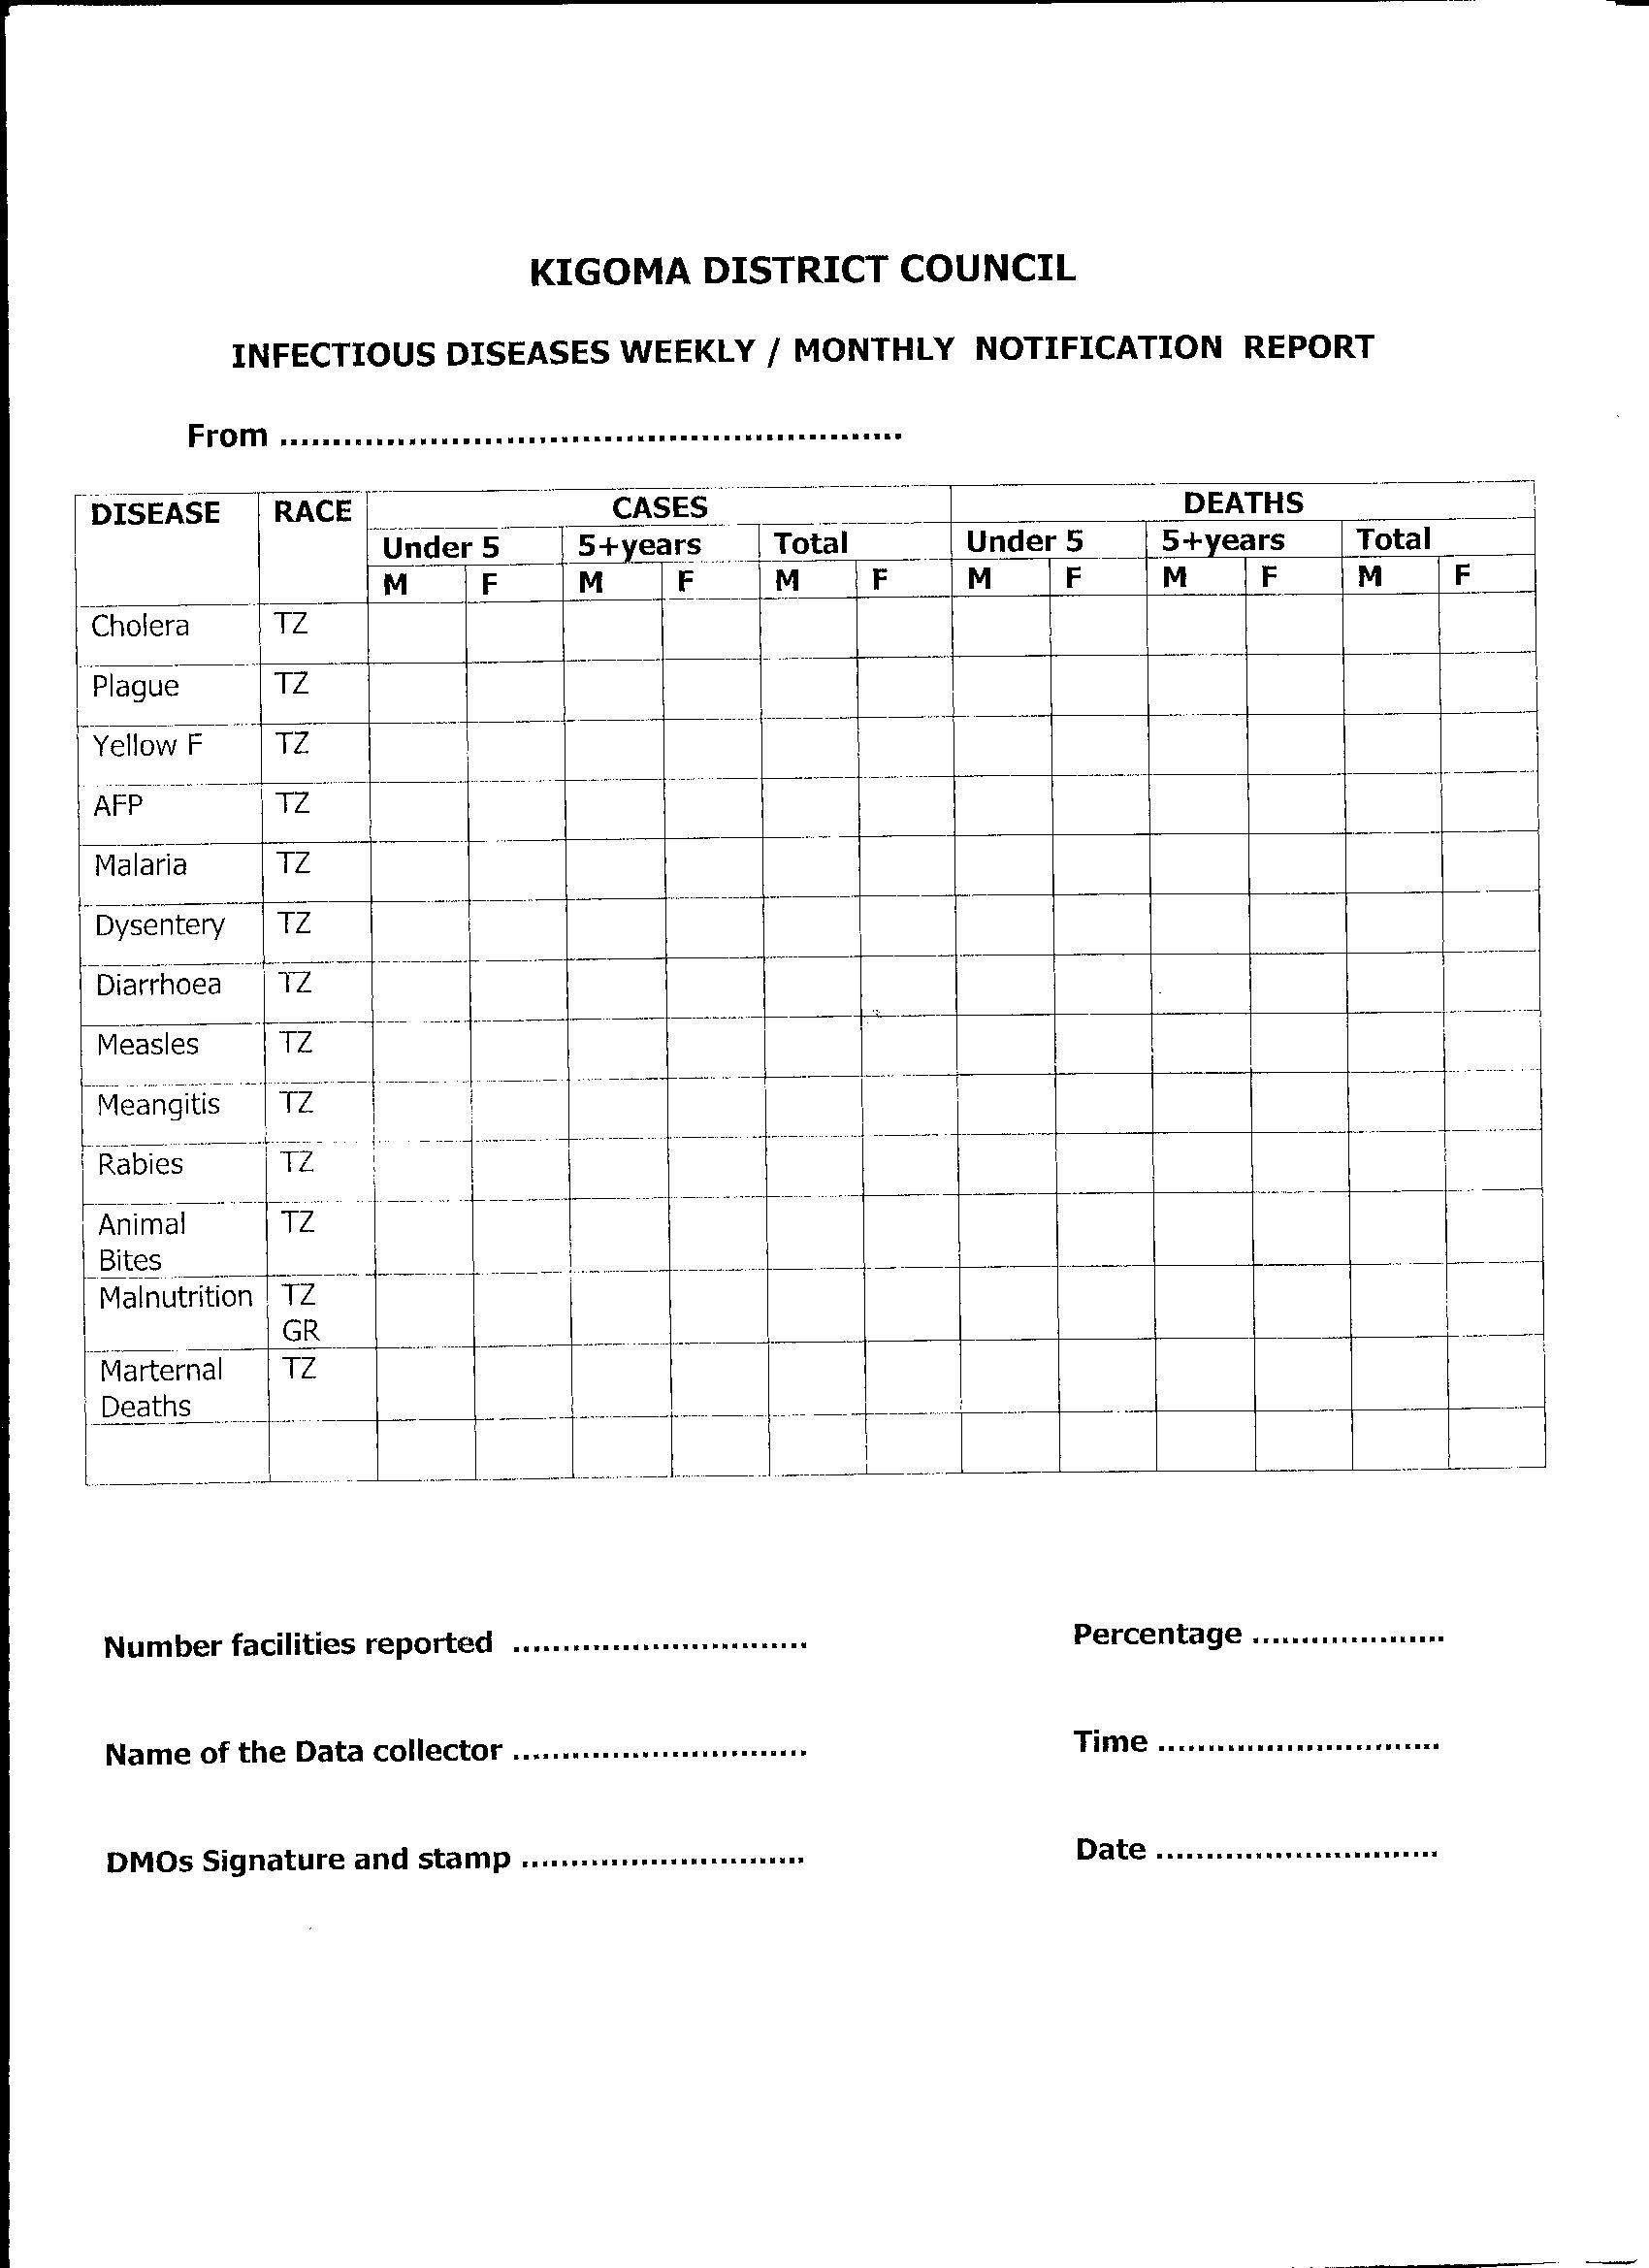 KIGOMA DISTRICT COUNCIL
INFECTIOUS DISEASES WEEKLY / MONTHLY NOTIFICATION REPORT
From ............................................................
DISEASE RACE CASES DEATHS
Under 5 5+years Total Under 5 5+years Total
M F M F M F M F M F M F
Cholera TZ
Plague TZ
Yellow F TZ
AFP TZ
Malaria TZ
Dysentery TZ
Diarrhoea TZ
Measles TZ
Meangitis TZ
Rabies TZ
Animal TZ
Bites
Malnutrition TZ
GR
Marternal TZ
Deaths
Number facilities reported ............................. Percentage ...................
Name of the Data collector ............................. Time ............................
DMOs Signature and stamp ............................ Date ............................